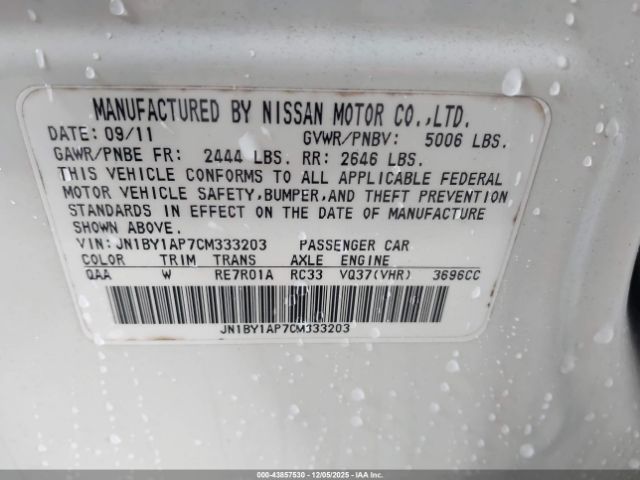 MANUFACTURED BY NISSAN MOTOR CO.,LTD.
DATE: 09/11 GVWR/PNBV: 5006 LBS.
GAWR/PNBE FR: 2444 LBS. RR: 2646 LBS.
THIS VEHICLE CONFORMS TO ALL APPLICABLE FEDERAL
MOTOR VEHICLE SAFETY,BUMPER,AND THEFT PREVENTION
STANDARDS IN EFFECT ON THE DATE OF MANUFACTURE
SHOWN ABOVE.
VIN:JN1BY1AP7CM333203 PASSENGER CAR
COLOR TRIM TRANS AXLE ENGINE
QAA W RE7R01A RC33 VQ37(VHR) 3696CC
JN1BY1AP7CM333203
000-43857530 - 12/05/2025 - IAAI.com